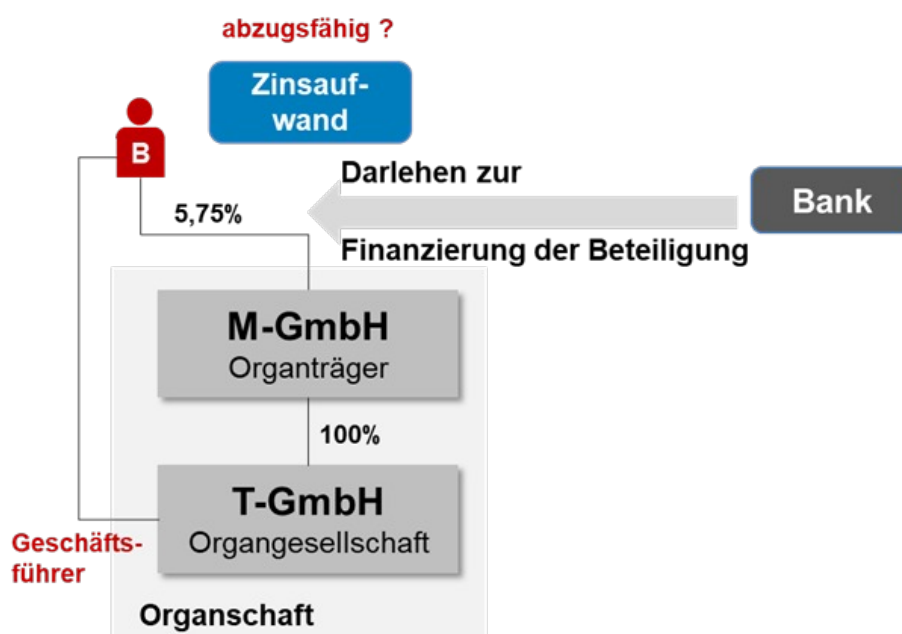 abzugsfähig ?
Zinsauf-
wand
B
5,75%
Darlehen zur
Finanzierung der Beteiligung
Bank
M-GmbH
Organträger
100%
T-GmbH
Organgesellschaft
Geschäfts-
führer
Organschaft